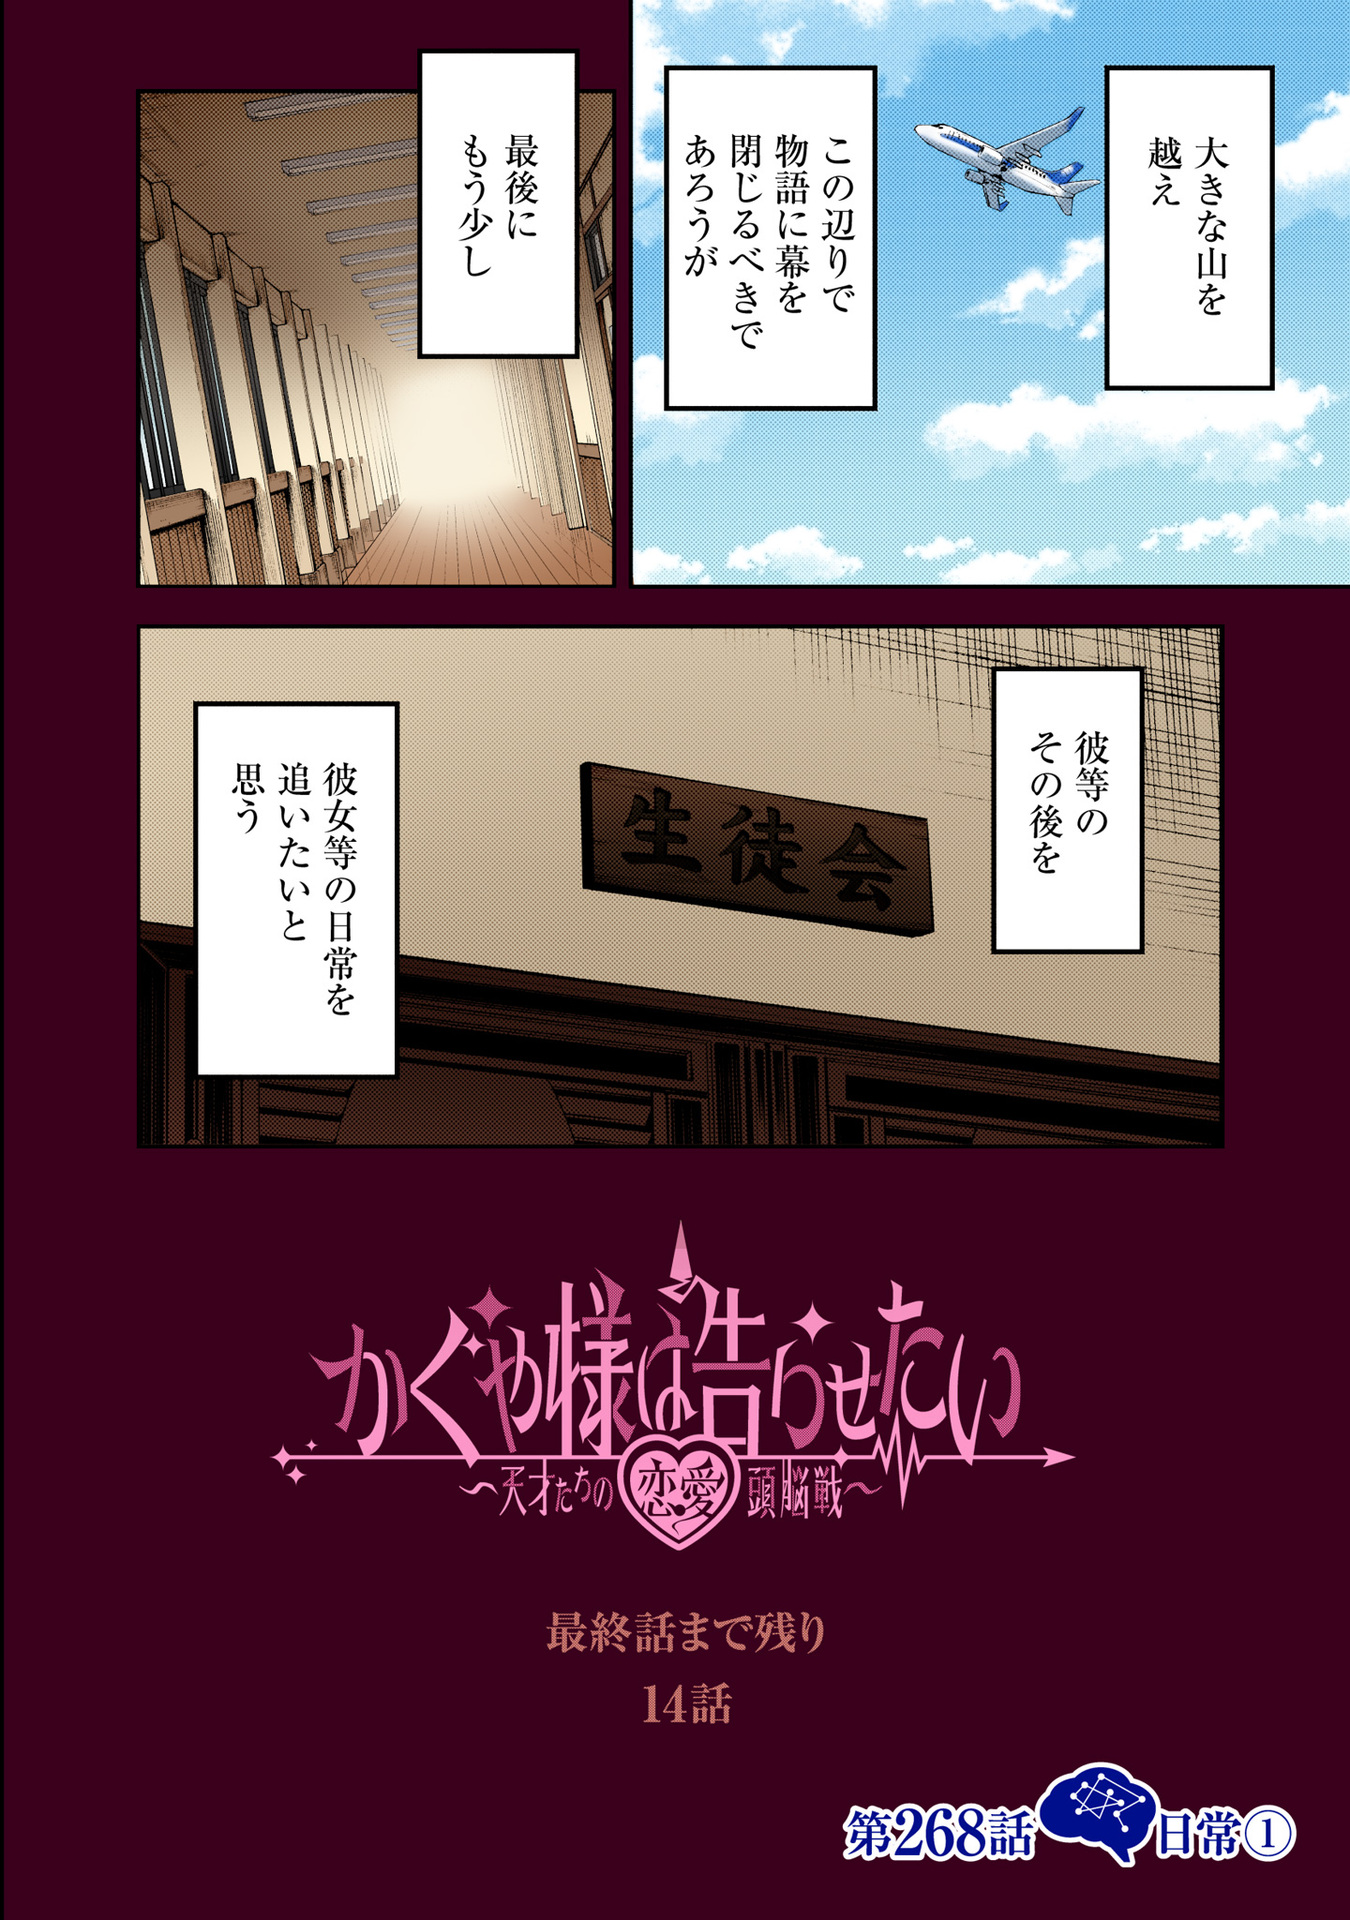 大きな山を
越え
この辺りで
物語に幕を
閉じるべきで
あろうが
最後に
もう少し
彼等の
その後を
生徒会
彼女等の日常を
追いたいと
思う
かぐや様は告らせたい
～天才たちの恋愛頭脳戦～
最終話まで残り
14話
第268話 日常①